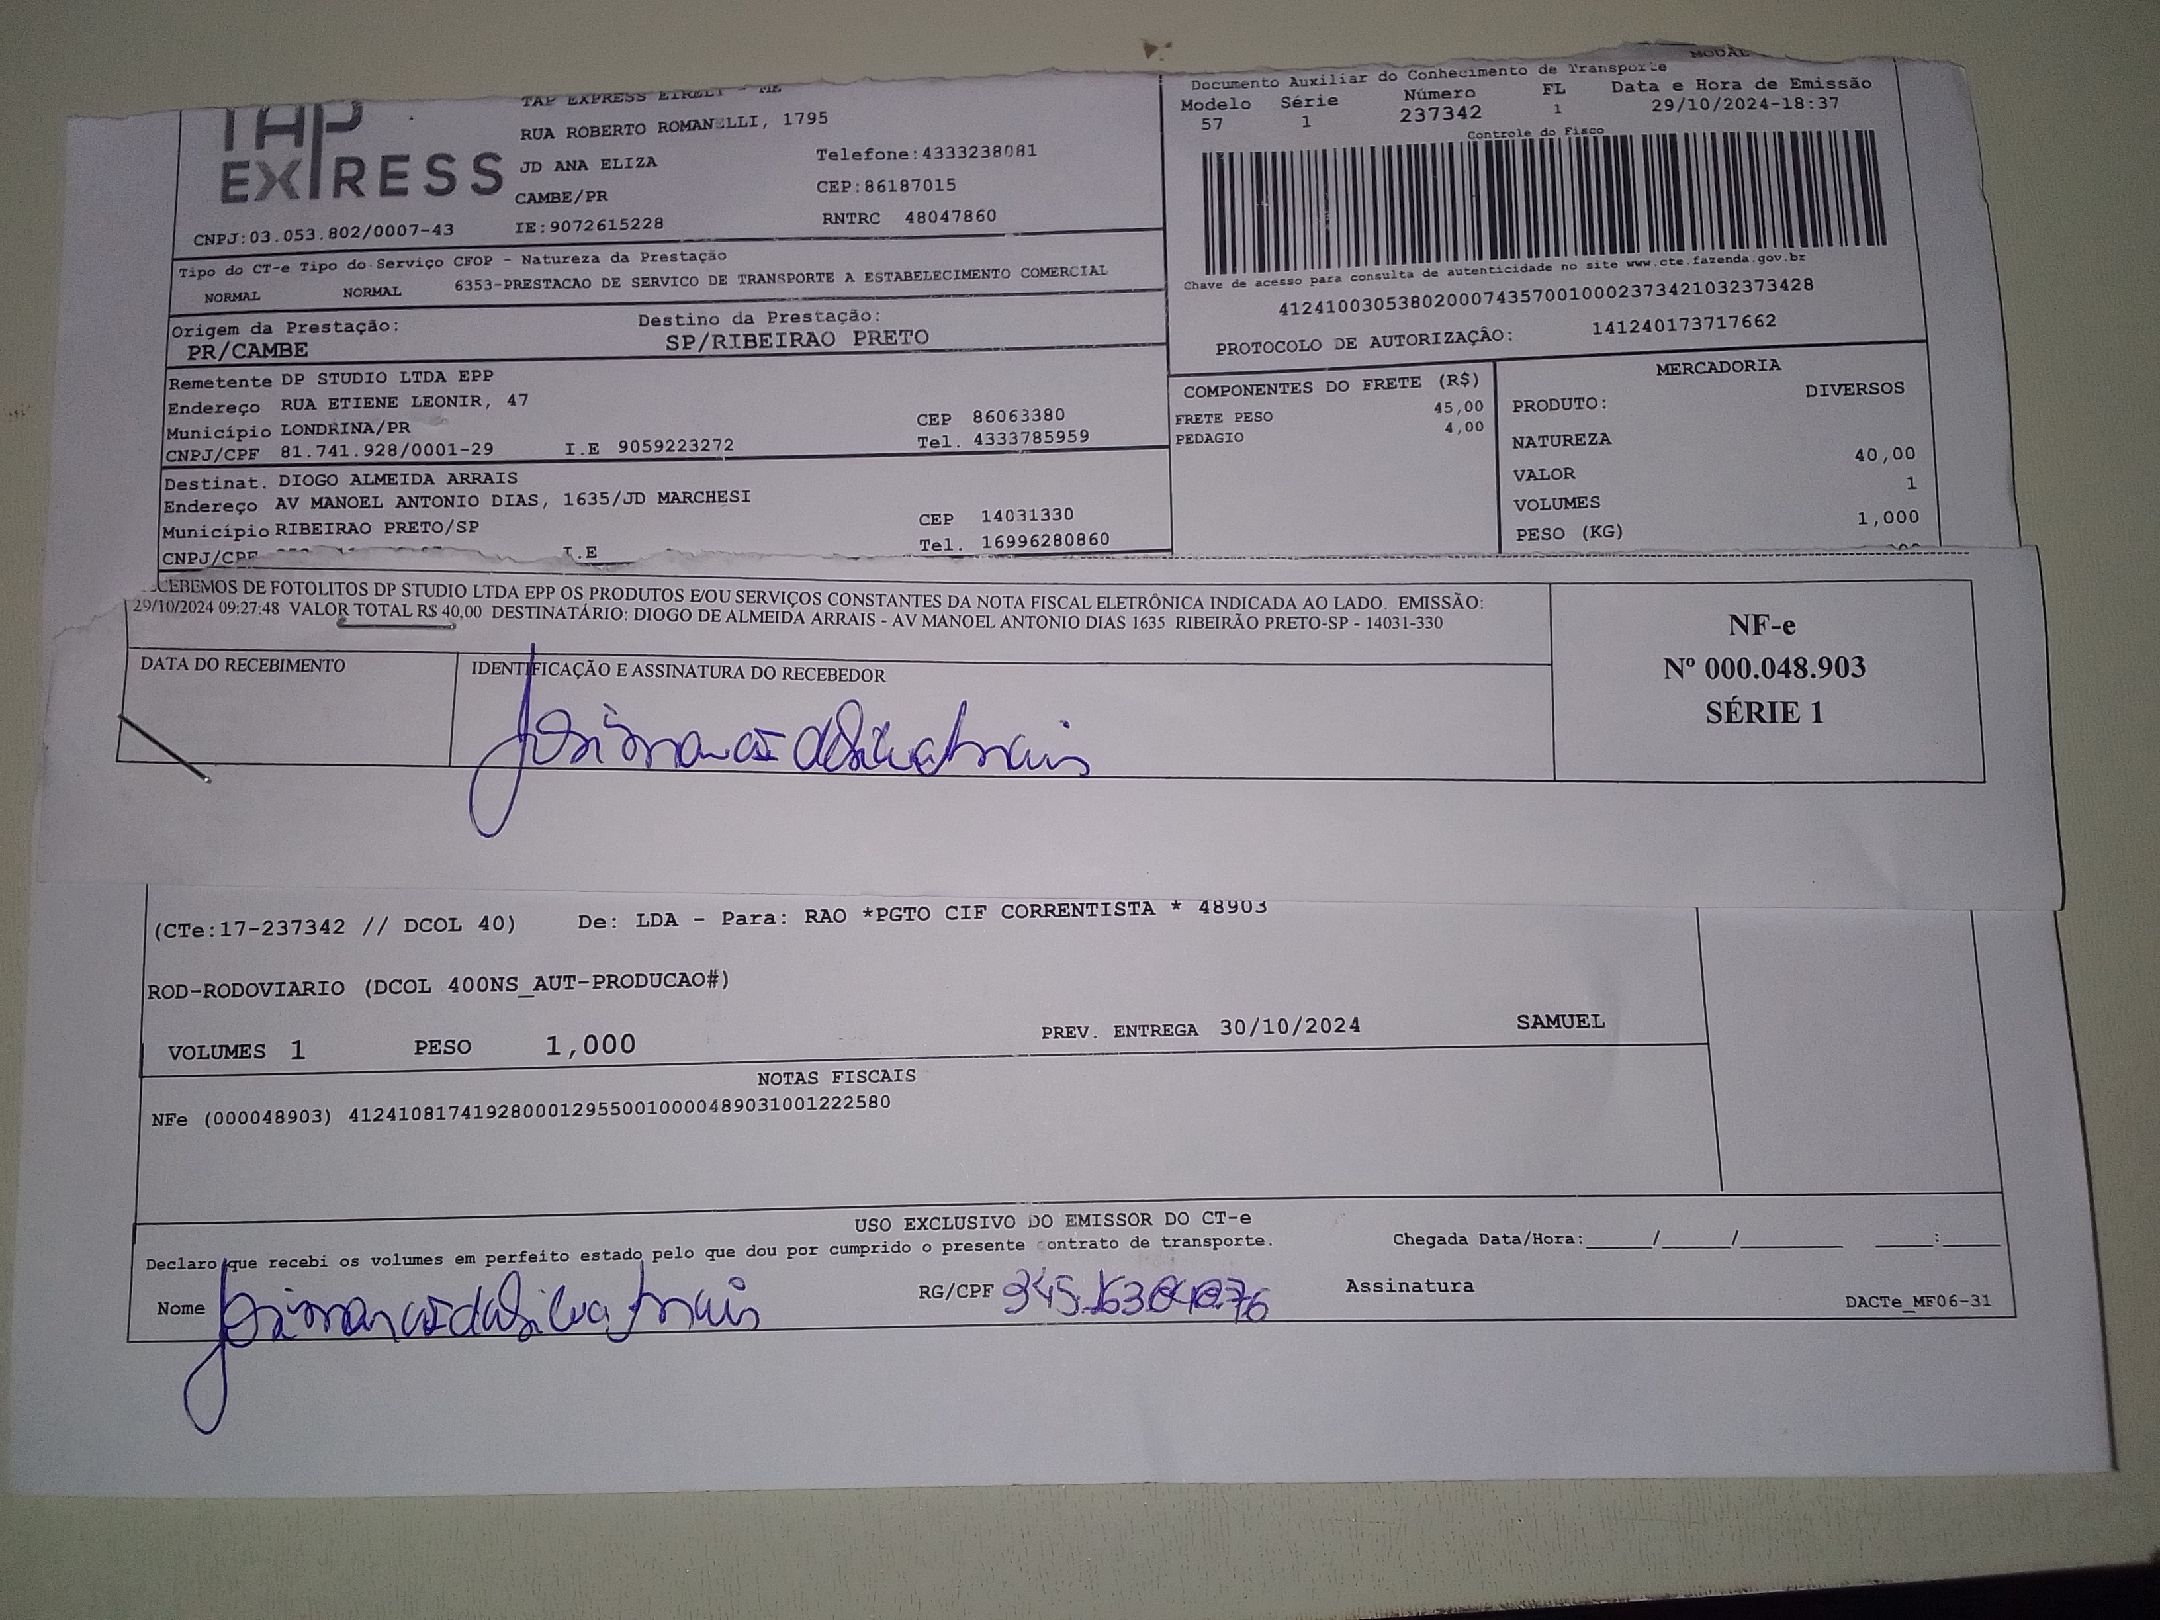 TAP EXPRESS EIRELI - ME
TAP
EXPRESS
RUA ROBERTO ROMANELLI, 1795
JD ANA ELIZA
Telefone:4333238081
CAMBE/PR
CEP:86187015
CNPJ:03.053.802/0007-43
IE:9072615228
RNTRC 48047860
MODAL
Documento Auxiliar do Conhecimento de Transporte
Modelo Série Número FL Data e Hora de Emissão
57 1 237342 1 29/10/2024-18:37
Controle do Fisco
Chave de acesso para consulta de autenticidade no site www.cte.fazenda.gov.br
41241003053802000743570010002373421032373428
PROTOCOLO DE AUTORIZAÇÂO: 141240173717662
Tipo do CT-e Tipo do Serviço CFOP - Natureza da Prestação
NORMAL NORMAL 6353-PRESTACAO DE SERVICO DE TRANSPORTE A ESTABELECIMENTO COMERCIAL
Origem da Prestação: Destino da Prestação:
PR/CAMBE SP/RIBEIRAO PRETO
Remetente DP STUDIO LTDA EPP
Endereço RUA ETIENE LEONIR, 47
Município LONDRINA/PR CEP 86063380
CNPJ/CPF 81.741.928/0001-29 I.E 9059223272 Tel. 4333785959
Destinat. DIOGO ALMEIDA ARRAIS
Endereço AV MANOEL ANTONIO DIAS, 1635/JD MARCHESI
Município RIBEIRAO PRETO/SP CEP 14031330
CNPJ/CPF I.E Tel. 16996280860
COMPONENTES DO FRETE (R$)
FRETE PESO 45,00
PEDAGIO 4,00
MERCADORIA
PRODUTO: DIVERSOS
NATUREZA
VALOR 40,00
VOLUMES 1
PESO (KG) 1,000
CEBEMOS DE FOTOLITOS DP STUDIO LTDA EPP OS PRODUTOS E/OU SERVIÇOS CONSTANTES DA NOTA FISCAL ELETRÔNICA INDICADA AO LADO. EMISSÃO:
29/10/2024 09:27:48 VALOR TOTAL R$ 40,00 DESTINATÁRIO: DIOGO DE ALMEIDA ARRAIS - AV MANOEL ANTONIO DIAS 1635 RIBEIRÃO PRETO-SP - 14031-330
DATA DO RECEBIMENTO
IDENTIFICAÇÃO E ASSINATURA DO RECEBEDOR
NF-e
Nº 000.048.903
SÉRIE 1
(CTe:17-237342 // DCOL 40) De: LDA - Para: RAO *PGTO CIF CORRENTISTA * 48903
ROD-RODOVIARIO (DCOL 400NS_AUT-PRODUCAO#)
VOLUMES 1 PESO 1,000 PREV. ENTREGA 30/10/2024 SAMUEL
NOTAS FISCAIS
NFe (000048903) 41241081741928000129550010000489031001222580
USO EXCLUSIVO DO EMISSOR DO CT-e
Declaro que recebi os volumes em perfeito estado pelo que dou por cumprido o presente contrato de transporte.
Chegada Data/Hora:_____/_____/________ _____:_____
Nome
RG/CPF
Assinatura
DACTe_MF06-31